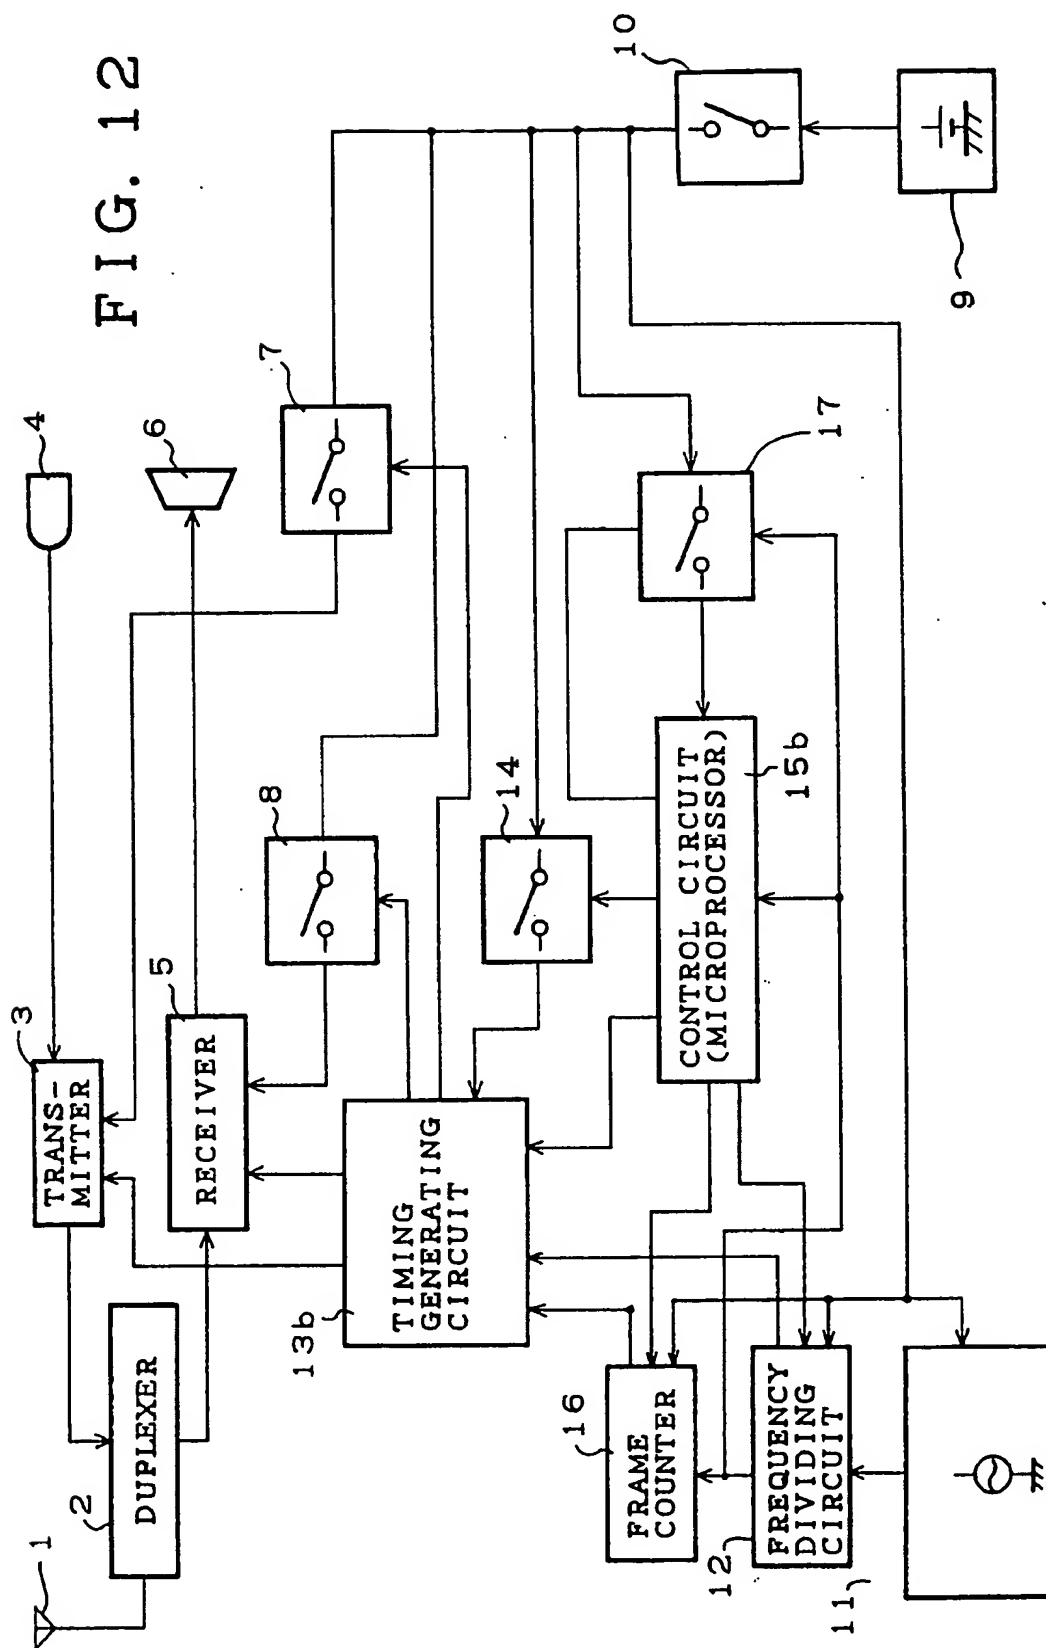 FIG. 12
1
2
DUPLEXER
3
TRANS-
MITTER
4
5
RECEIVER
6
7
8
13b
TIMING
GENERATING
CIRCUIT
14
10
9
16
FRAME
COUNTER
12
FREQUENCY
DIVIDING
CIRCUIT
11
CONTROL CIRCUIT
(MICROPROCESSOR)
15b
17